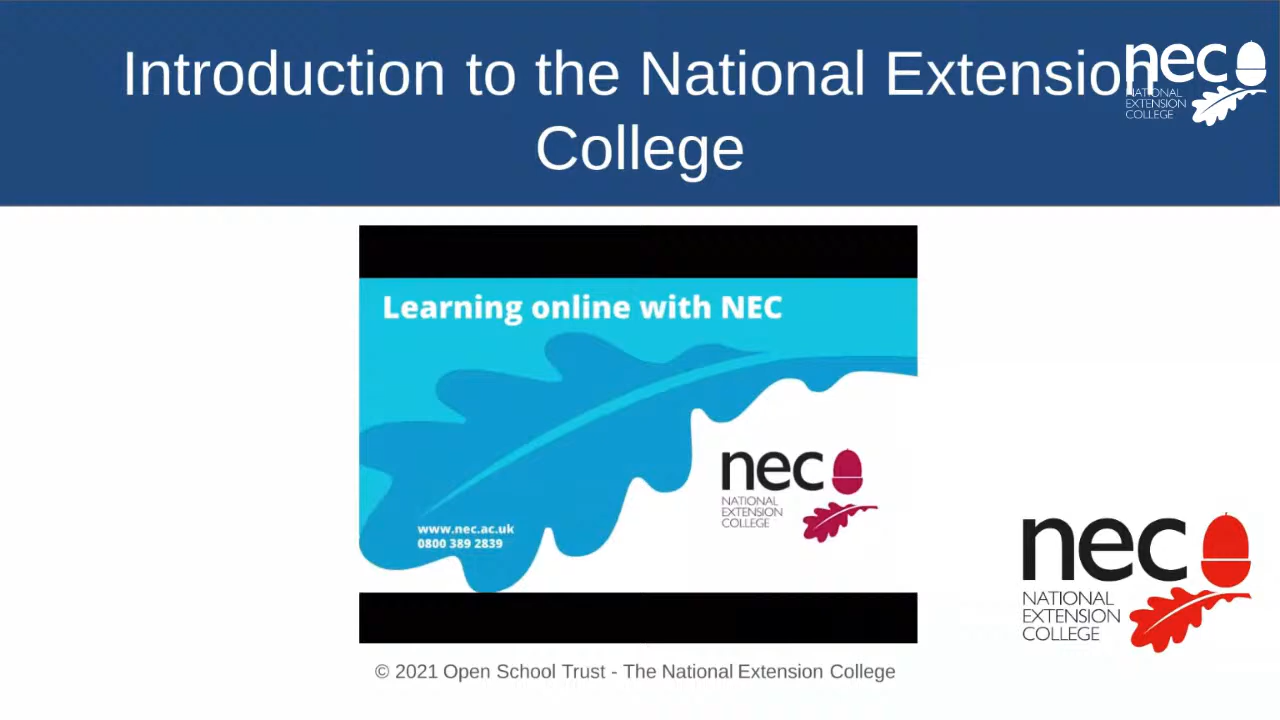 Introduction to the National Extension
College
nec
NATIONAL
EXTENSION
COLLEGE
Learning online with NEC
nec
NATIONAL
EXTENSION
COLLEGE
www.nec.ac.uk
0800 389 2839
nec
NATIONAL
EXTENSION
COLLEGE
© 2021 Open School Trust - The National Extension College